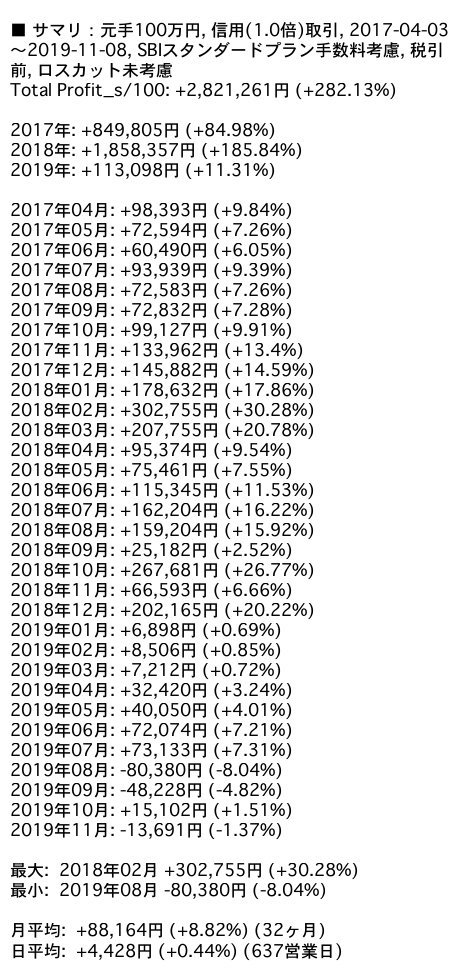 ■ サマリ：元手100万円, 信用(1.0倍)取引, 2017-04-03
～2019-11-08, SBIスタンダードプラン手数料考慮, 税引
前, ロスカット未考慮
Total Profit_s/100: +2,821,261円 (+282.13%)
2017年: +849,805円 (+84.98%)
2018年: +1,858,357円 (+185.84%)
2019年: +113,098円 (+11.31%)
2017年04月: +98,393円 (+9.84%)
2017年05月: +72,594円 (+7.26%)
2017年06月: +60,490円 (+6.05%)
2017年07月: +93,939円 (+9.39%)
2017年08月: +72,583円 (+7.26%)
2017年09月: +72,832円 (+7.28%)
2017年10月: +99,127円 (+9.91%)
2017年11月: +133,962円 (+13.4%)
2017年12月: +145,882円 (+14.59%)
2018年01月: +178,632円 (+17.86%)
2018年02月: +302,755円 (+30.28%)
2018年03月: +207,755円 (+20.78%)
2018年04月: +95,374円 (+9.54%)
2018年05月: +75,461円 (+7.55%)
2018年06月: +115,345円 (+11.53%)
2018年07月: +162,204円 (+16.22%)
2018年08月: +159,204円 (+15.92%)
2018年09月: +25,182円 (+2.52%)
2018年10月: +267,681円 (+26.77%)
2018年11月: +66,593円 (+6.66%)
2018年12月: +202,165円 (+20.22%)
2019年01月: +6,898円 (+0.69%)
2019年02月: +8,506円 (+0.85%)
2019年03月: +7,212円 (+0.72%)
2019年04月: +32,420円 (+3.24%)
2019年05月: +40,050円 (+4.01%)
2019年06月: +72,074円 (+7.21%)
2019年07月: +73,133円 (+7.31%)
2019年08月: -80,380円 (-8.04%)
2019年09月: -48,228円 (-4.82%)
2019年10月: +15,102円 (+1.51%)
2019年11月: -13,691円 (-1.37%)
最大: 2018年02月 +302,755円 (+30.28%)
最小: 2019年08月 -80,380円 (-8.04%)
月平均: +88,164円 (+8.82%) (32ヶ月)
日平均: +4,428円 (+0.44%) (637営業日)